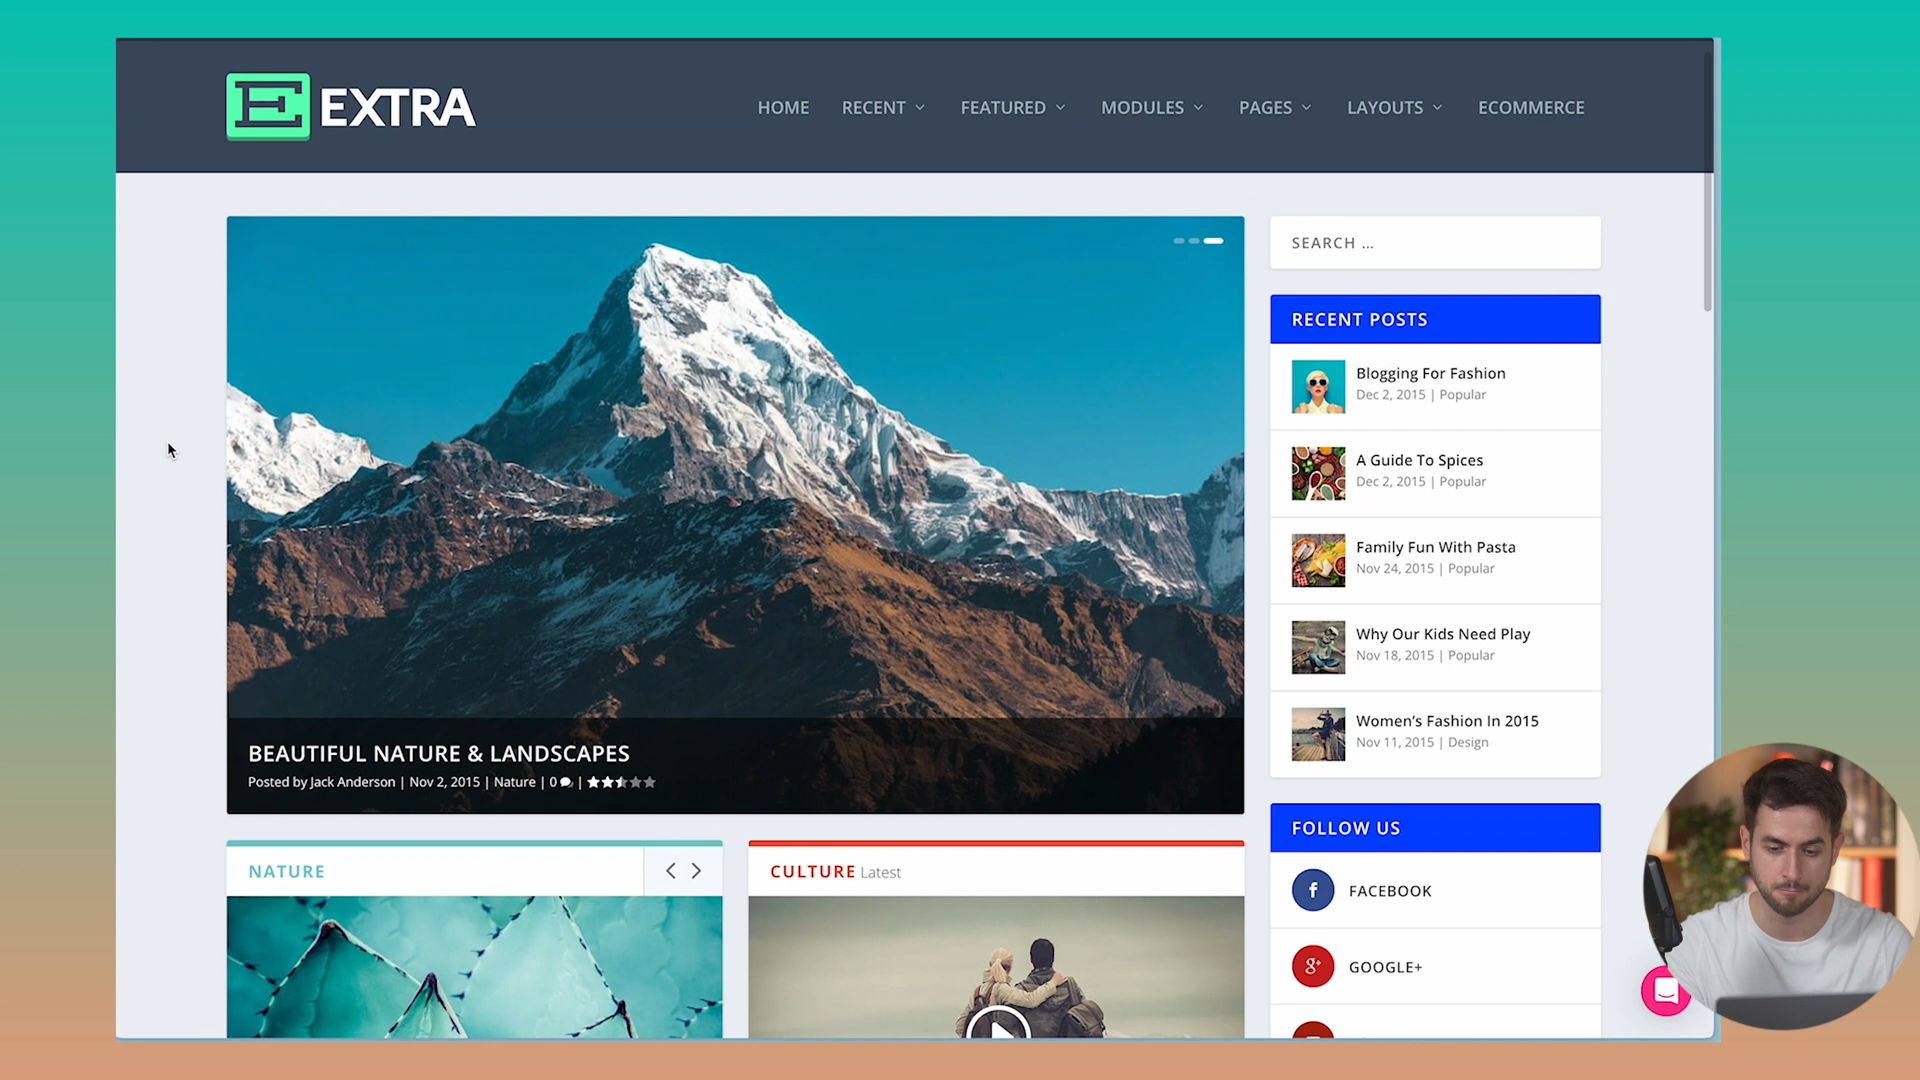 E EXTRA
HOME RECENT FEATURED MODULES PAGES LAYOUTS ECOMMERCE
SEARCH …
RECENT POSTS
Blogging For Fashion
Dec 2, 2015 | Popular
A Guide To Spices
Dec 2, 2015 | Popular
Family Fun With Pasta
Nov 24, 2015 | Popular
Why Our Kids Need Play
Nov 18, 2015 | Popular
Women’s Fashion In 2015
Nov 11, 2015 | Design
BEAUTIFUL NATURE & LANDSCAPES
Posted by Jack Anderson | Nov 2, 2015 | Nature | 0 |
NATURE
CULTURE Latest
FOLLOW US
f FACEBOOK
g+ GOOGLE+